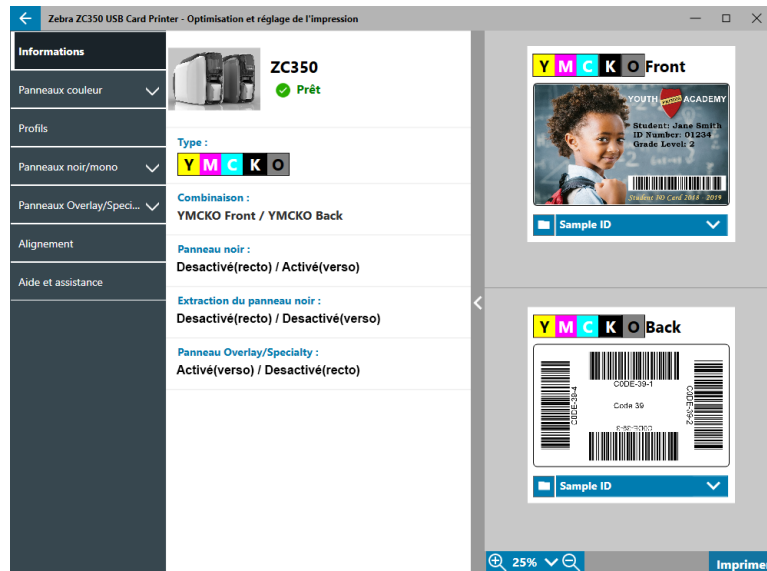 Zebra ZC350 USB Card Printer - Optimisation et réglage de l'impression
Informations
Panneaux couleur
Profils
Panneaux noir/mono
Panneaux Overlay/Speci...
Alignement
Aide et assistance
ZC350
Prêt
Type :
Y M C K O
Combinaison :
YMCKO Front / YMCKO Back
Panneau noir :
Desactivé(recto) / Activé(verso)
Extraction du panneau noir :
Desactivé(recto) / Desactivé(verso)
Panneau Overlay/Specialty :
Activé(verso) / Desactivé(recto)
Y M C K O Front
YOUTH ACADEMY
Student: Jane Smith
ID Number: 01234
Grade Level: 2
Student ID Card 2018 - 2019
Sample ID
Y M C K O Back
CODE-39-1
CODE-39-4
Code 39
CODE-39-2
CODE-39-3
Sample ID
25%
Imprimer